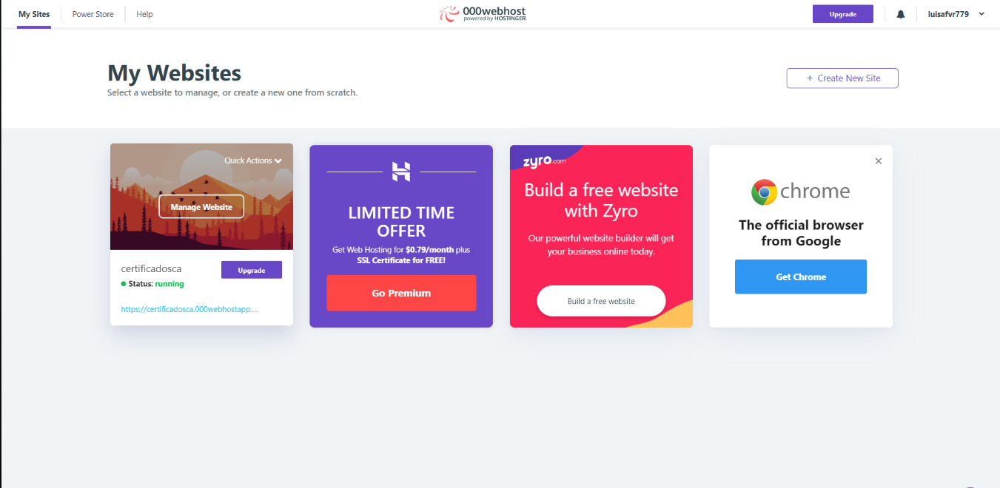 My Sites
Power Store
Help
000webhost
powered by HOSTINGER
Upgrade
luisafvr779
My Websites
Select a website to manage, or create a new one from scratch.
+ Create New Site
Quick Actions
Manage Website
certificadosca
Upgrade
Status: running
https://certificadosca.000webhostapp....
LIMITED TIME
OFFER
Get Web Hosting for $0.79/month plus
SSL Certificate for FREE!
Go Premium
zyro.com
Build a free website
with Zyro
Our powerful website builder will get
your business online today.
Build a free website
chrome
The official browser
from Google
Get Chrome